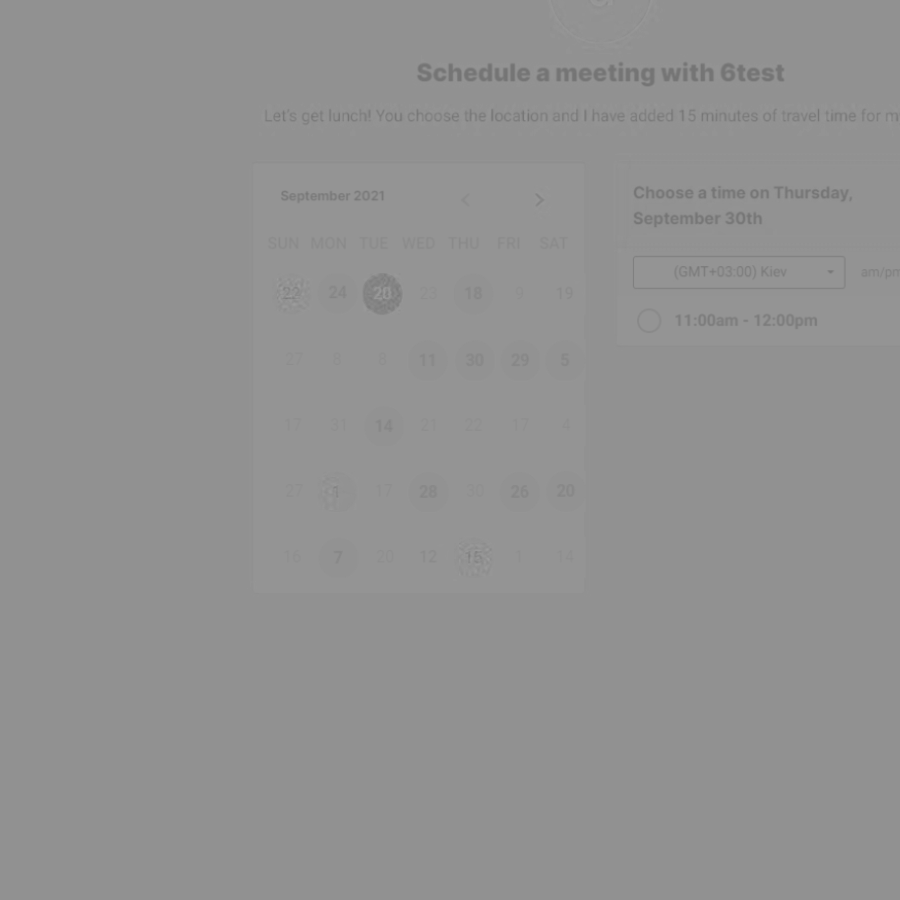 Schedule a meeting with 6test
Let's get lunch! You choose the location and I have added 15 minutes of travel time for m
September 2021 < >
SUN MON TUE WED THU FRI SAT
22 24 20 23 18 9 19
27 8 8 11 30 29 5
17 31 14 21 22 17 4
27 1 17 28 30 26 20
16 7 20 12 15 1 14
Choose a time on Thursday,
September 30th
(GMT+03:00) Kiev am/pm
11:00am - 12:00pm